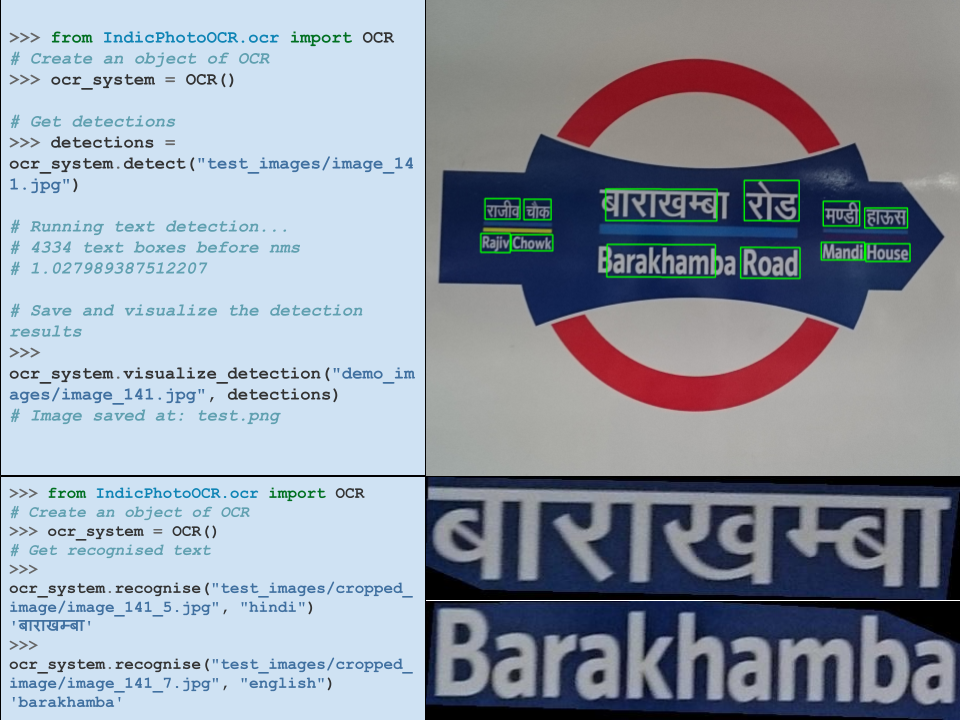 >>> from IndicPhotoOCR.ocr import OCR
# Create an object of OCR
>>> ocr_system = OCR()
# Get detections
>>> detections =
ocr_system.detect("test_images/image_14
1.jpg")
# Running text detection...
# 4334 text boxes before nms
# 1.027989387512207
# Save and visualize the detection
results
>>>
ocr_system.visualize_detection("demo_im
ages/image_141.jpg", detections)
# Image saved at: test.png
राजीव चौक
Rajiv Chowk
बाराखम्बा रोड
Barakhamba Road
मण्डी हाऊस
Mandi House
>>> from IndicPhotoOCR.ocr import OCR
# Create an object of OCR
>>> ocr_system = OCR()
# Get recognised text
>>>
ocr_system.recognise("test_images/cropped_
image/image_141_5.jpg", "hindi")
'बाराखम्बा'
>>>
ocr_system.recognise("test_images/cropped_
image/image_141_7.jpg", "english")
'barakhamba'
बाराखम्बा
Barakhamba